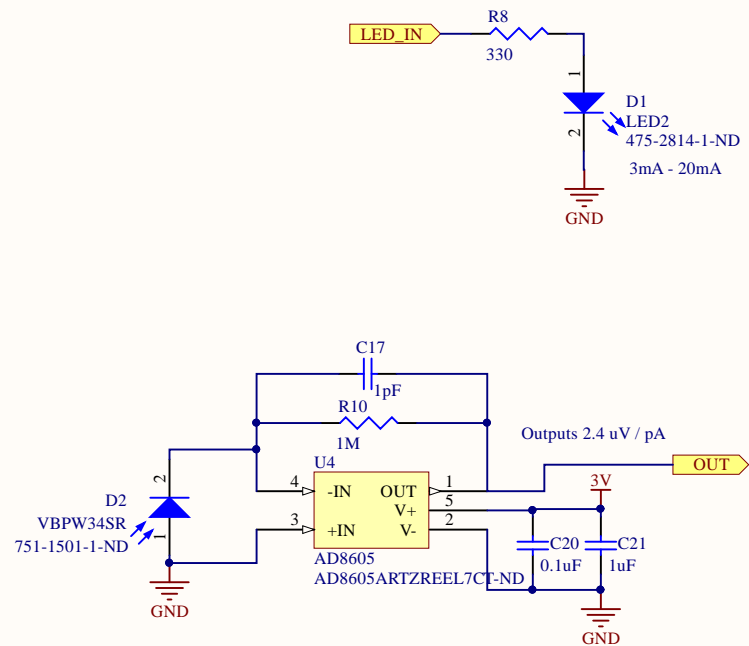 R8
LED_IN
330
1
D1
LED2
2
475-2814-1-ND
3mA - 20mA
GND
C17
1pF
R10
1M
Outputs 2.4 uV / pA
U4
OUT
3V
4
-IN
OUT
1
2
V+
5
D2
3
+IN
V-
2
VBPW34SR
1
751-1501-1-ND
C20
C21
0.1uF
1uF
AD8605
AD8605ARTZREEL7CT-ND
GND
GND